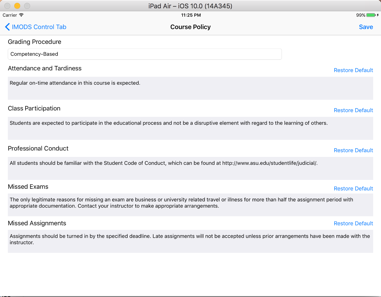 iPad Air – iOS 10.0 (14A345)
Carrier 11:25 PM 99%
IMODS Control Tab Course Policy Save
Grading Procedure
Competency-Based
Attendance and Tardiness Restore Default
Regular on-time attendance in this course is expected.
Class Participation Restore Default
Students are expected to participate in the educational process and not be a disruptive element with regard to the learning of others.
Professional Conduct Restore Default
All students should be familiar with the Student Code of Conduct, which can be found at http://www.asu.edu/studentlife/judicial/.
Missed Exams Restore Default
The only legitimate reasons for missing an exam are business or university related travel or illness for more than half the assignment period with
appropriate documentation. Contact your instructor to make appropriate arrangements.
Missed Assignments Restore Default
Assignments should be turned in by the specified deadline. Late assignments will not be accepted unless prior arrangements have been made with the
instructor.